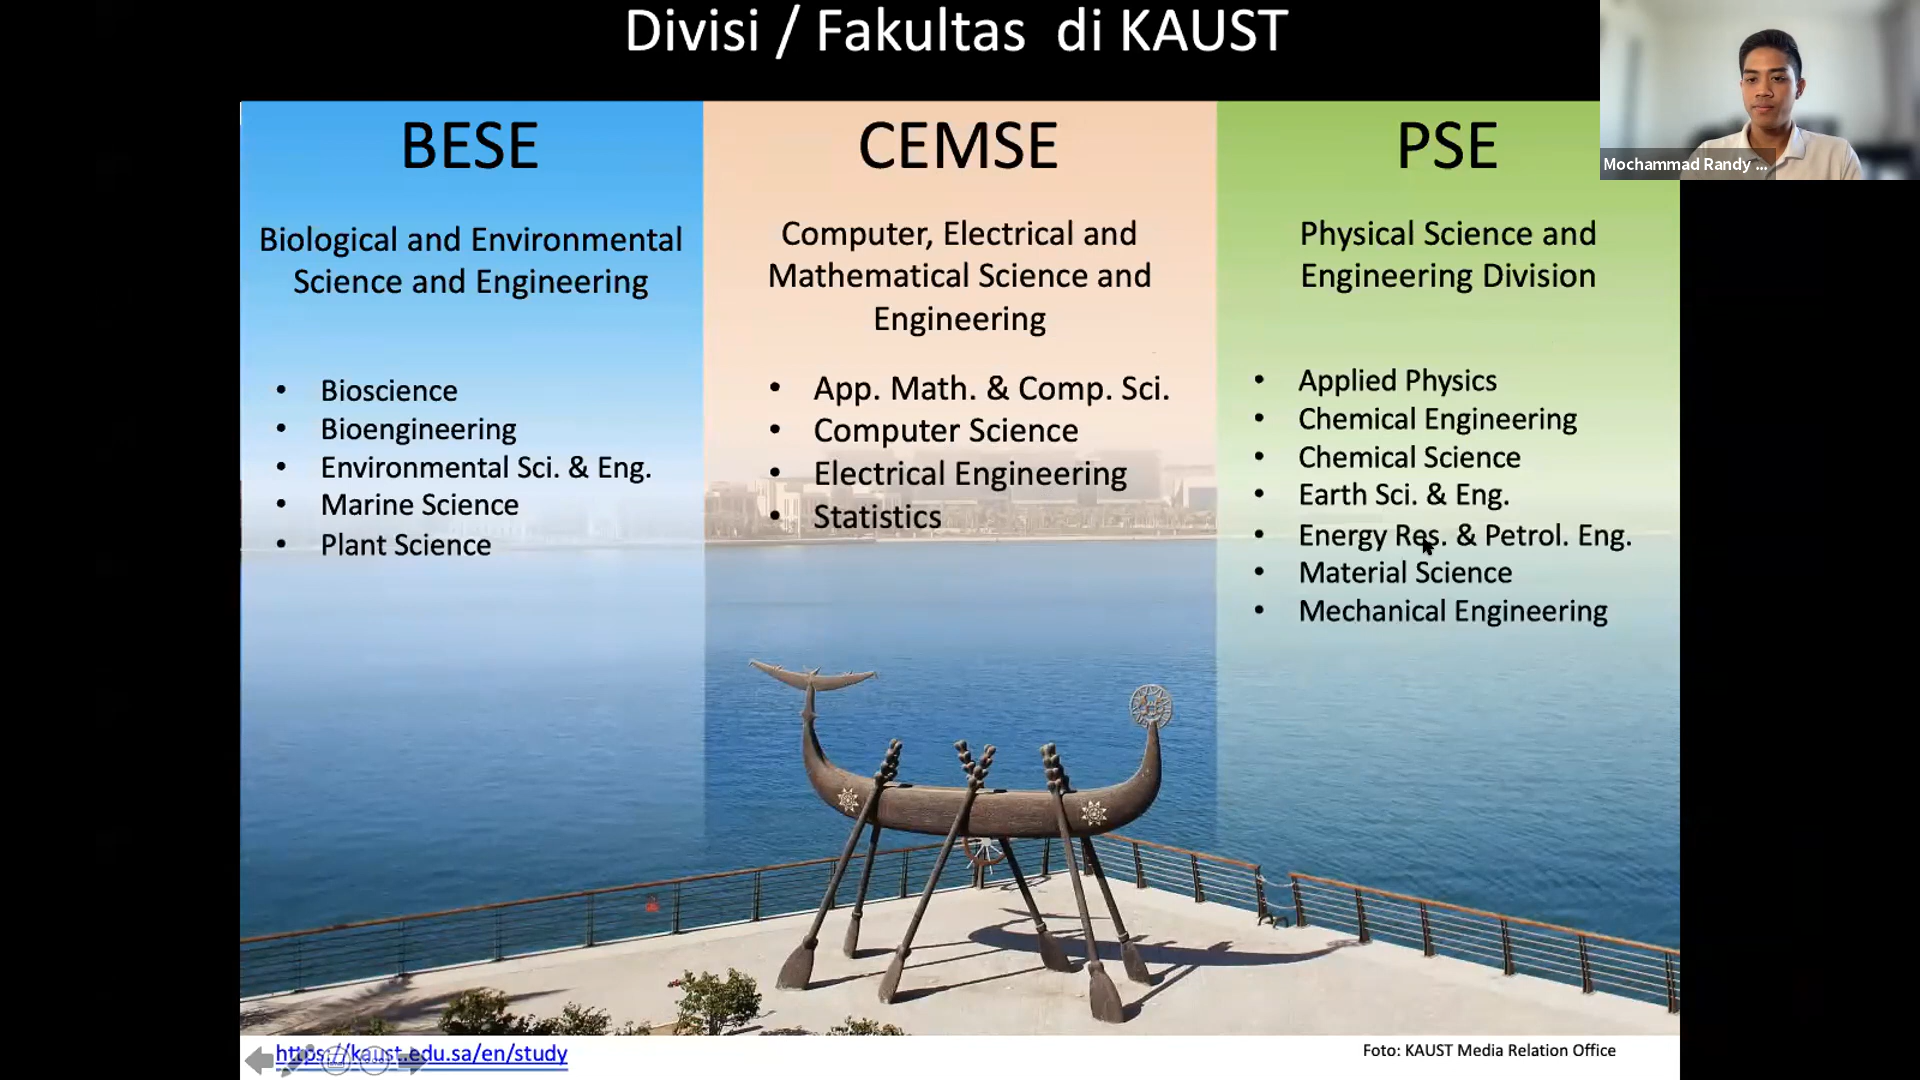 Divisi / Fakultas di KAUST
Mochammad Randy ...
BESE
Biological and Environmental
Science and Engineering
• Bioscience
• Bioengineering
• Environmental Sci. & Eng.
• Marine Science
• Plant Science
CEMSE
Computer, Electrical and
Mathematical Science and
Engineering
• App. Math. & Comp. Sci.
• Computer Science
• Electrical Engineering
• Statistics
PSE
Physical Science and
Engineering Division
• Applied Physics
• Chemical Engineering
• Chemical Science
• Earth Sci. & Eng.
• Energy Res. & Petrol. Eng.
• Material Science
• Mechanical Engineering
https://kaust.edu.sa/en/study
Foto: KAUST Media Relation Office